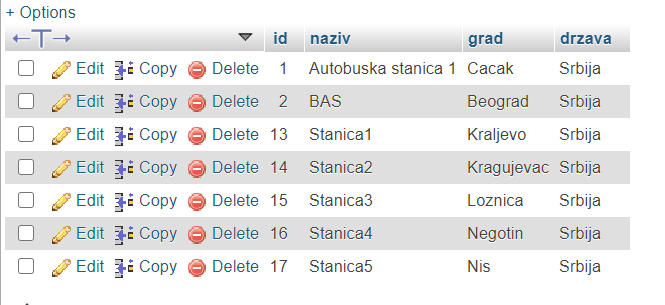 + Options
id naziv grad drzava
Edit Copy Delete 1 Autobuska stanica 1 Cacak Srbija
Edit Copy Delete 2 BAS Beograd Srbija
Edit Copy Delete 13 Stanica1 Kraljevo Srbija
Edit Copy Delete 14 Stanica2 Kragujevac Srbija
Edit Copy Delete 15 Stanica3 Loznica Srbija
Edit Copy Delete 16 Stanica4 Negotin Srbija
Edit Copy Delete 17 Stanica5 Nis Srbija